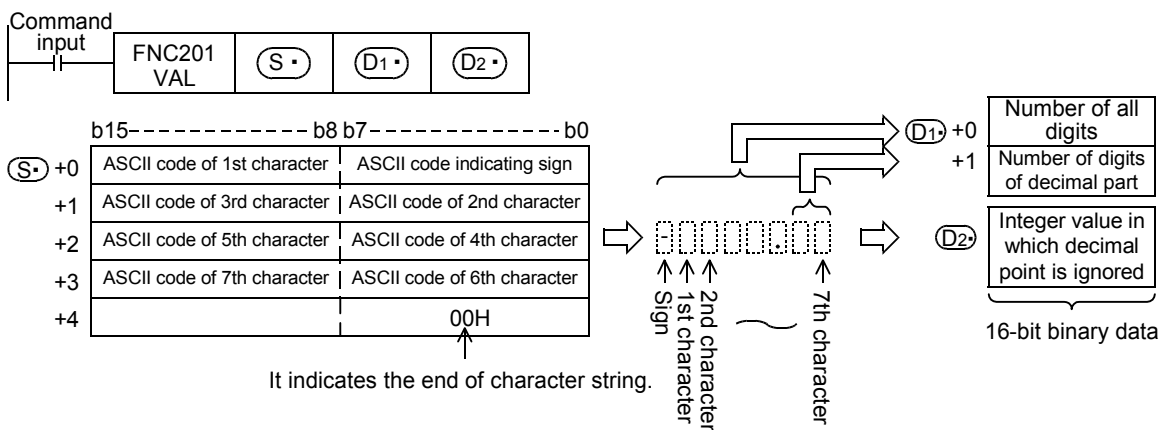 Command
input
FNC201
VAL
S・
D1・
D2・
b15 b8 b7 b0
S・ +0 ASCII code of 1st character ASCII code indicating sign
+1 ASCII code of 3rd character ASCII code of 2nd character
+2 ASCII code of 5th character ASCII code of 4th character
+3 ASCII code of 7th character ASCII code of 6th character
+4 00H
It indicates the end of character string.
- .
Sign
1st character
2nd character
7th character
D1・ +0 Number of all
digits
+1 Number of digits
of decimal part
D2・ Integer value in
which decimal
point is ignored
16-bit binary data